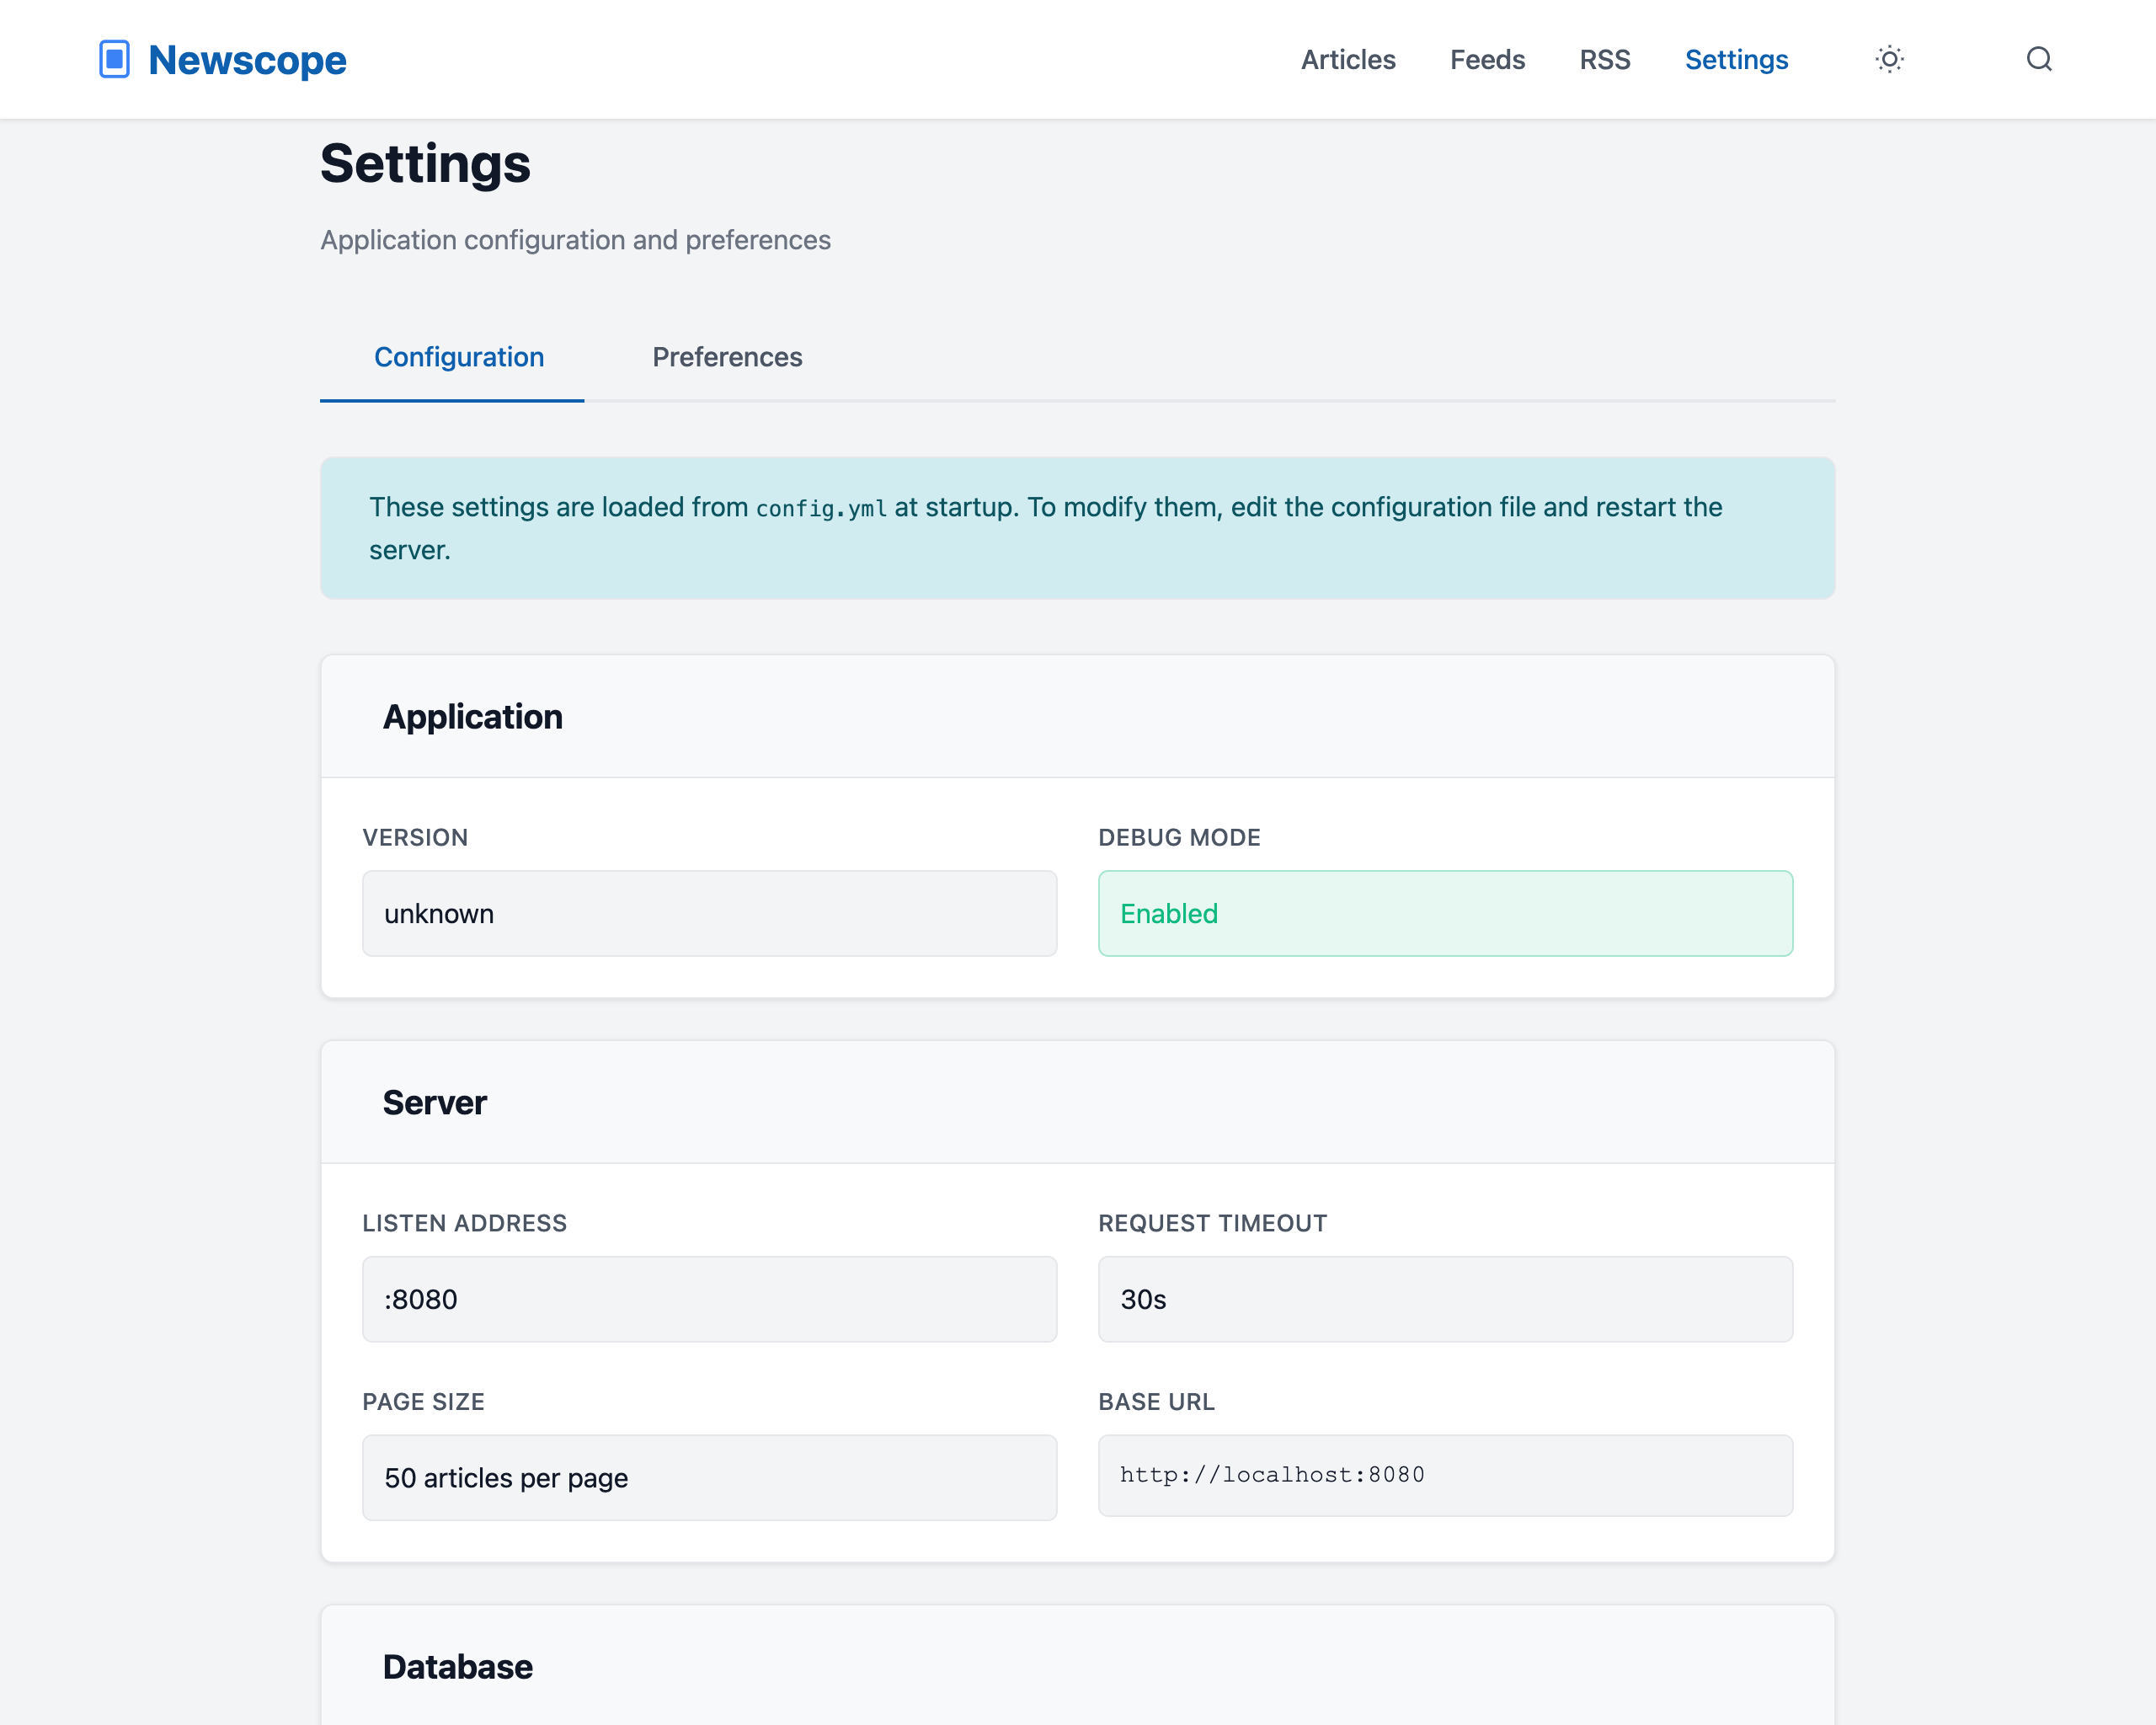 Newscope
Articles
Feeds
RSS
Settings
Settings
Application configuration and preferences
Configuration
Preferences
These settings are loaded from config.yml at startup. To modify them, edit the configuration file and restart the
server.
Application
VERSION
DEBUG MODE
unknown
Enabled
Server
LISTEN ADDRESS
REQUEST TIMEOUT
:8080
30s
PAGE SIZE
BASE URL
50 articles per page
http://localhost:8080
Database